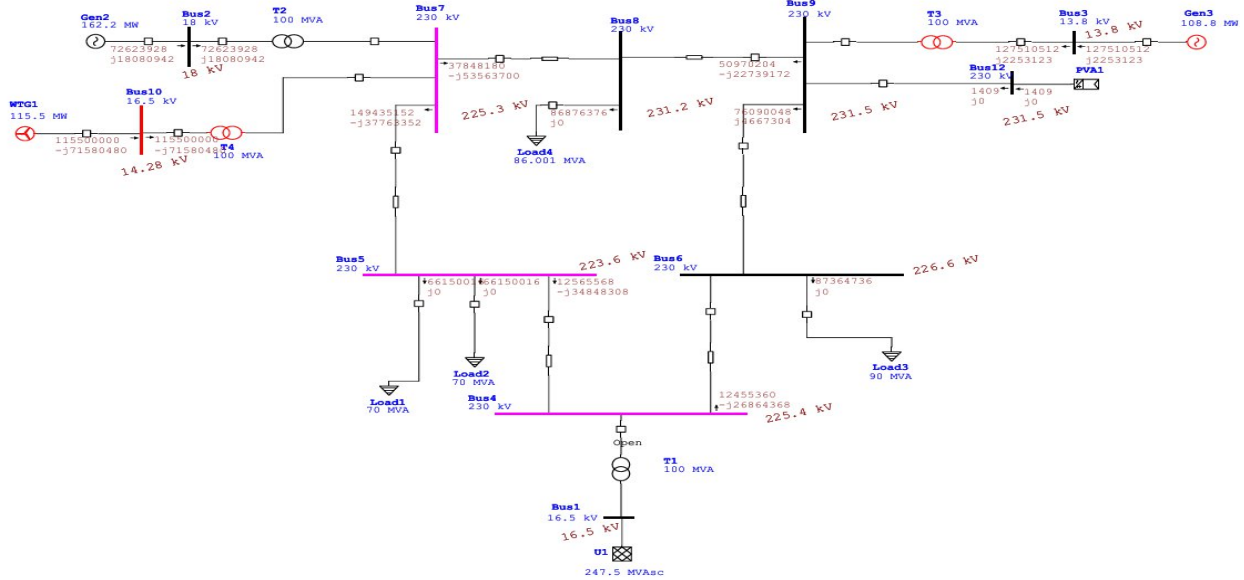 Gen2
162.2 MW
Bus2
18 kV
T2
100 MVA
Bus7
230 kV
Bus8
230 kV
Bus9
230 kV
T3
100 MVA
Bus3
13.8 kV
13.8 kV
Gen3
108.8 MW
72623928
j18080942
72623928
j18080942
18 kV
37848180
-j53563700
50970204
-j22739172
127510512
j2253123
127510512
j2253123
Bus12
230 kV
PVA1
1409
j0
1409
j0
231.5 kV
WTG1
115.5 MW
Bus10
16.5 kV
115500000
-j71580480
115500000
-j71580480
T4
100 MVA
14.28 kV
149435152
-j37763352
225.3 kV
86876376
j0
231.2 kV
Load4
86.001 MVA
76090048
j4667304
231.5 kV
Bus5
230 kV
223.6 kV
Bus6
230 kV
226.6 kV
66150016
j0
66150016
j0
12565568
-j34848308
87364736
j0
Load1
70 MVA
Load2
70 MVA
Load3
90 MVA
Bus4
230 kV
12455360
-j26864368
225.4 kV
Open
T1
100 MVA
Bus1
16.5 kV
16.5 kV
U1
247.5 MVAsc